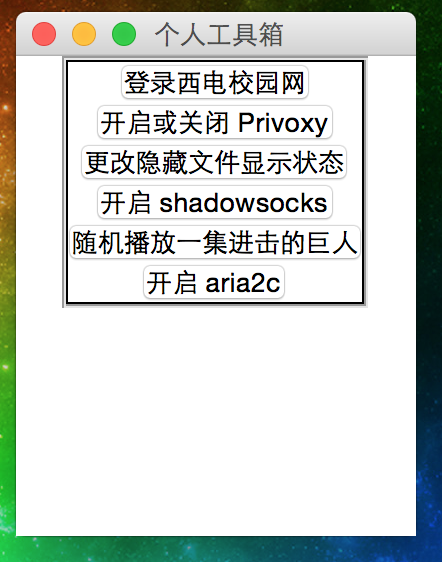 个人工具箱
登录西电校园网
开启或关闭 Privoxy
更改隐藏文件显示状态
开启 shadowsocks
随机播放一集进击的巨人
开启 aria2c